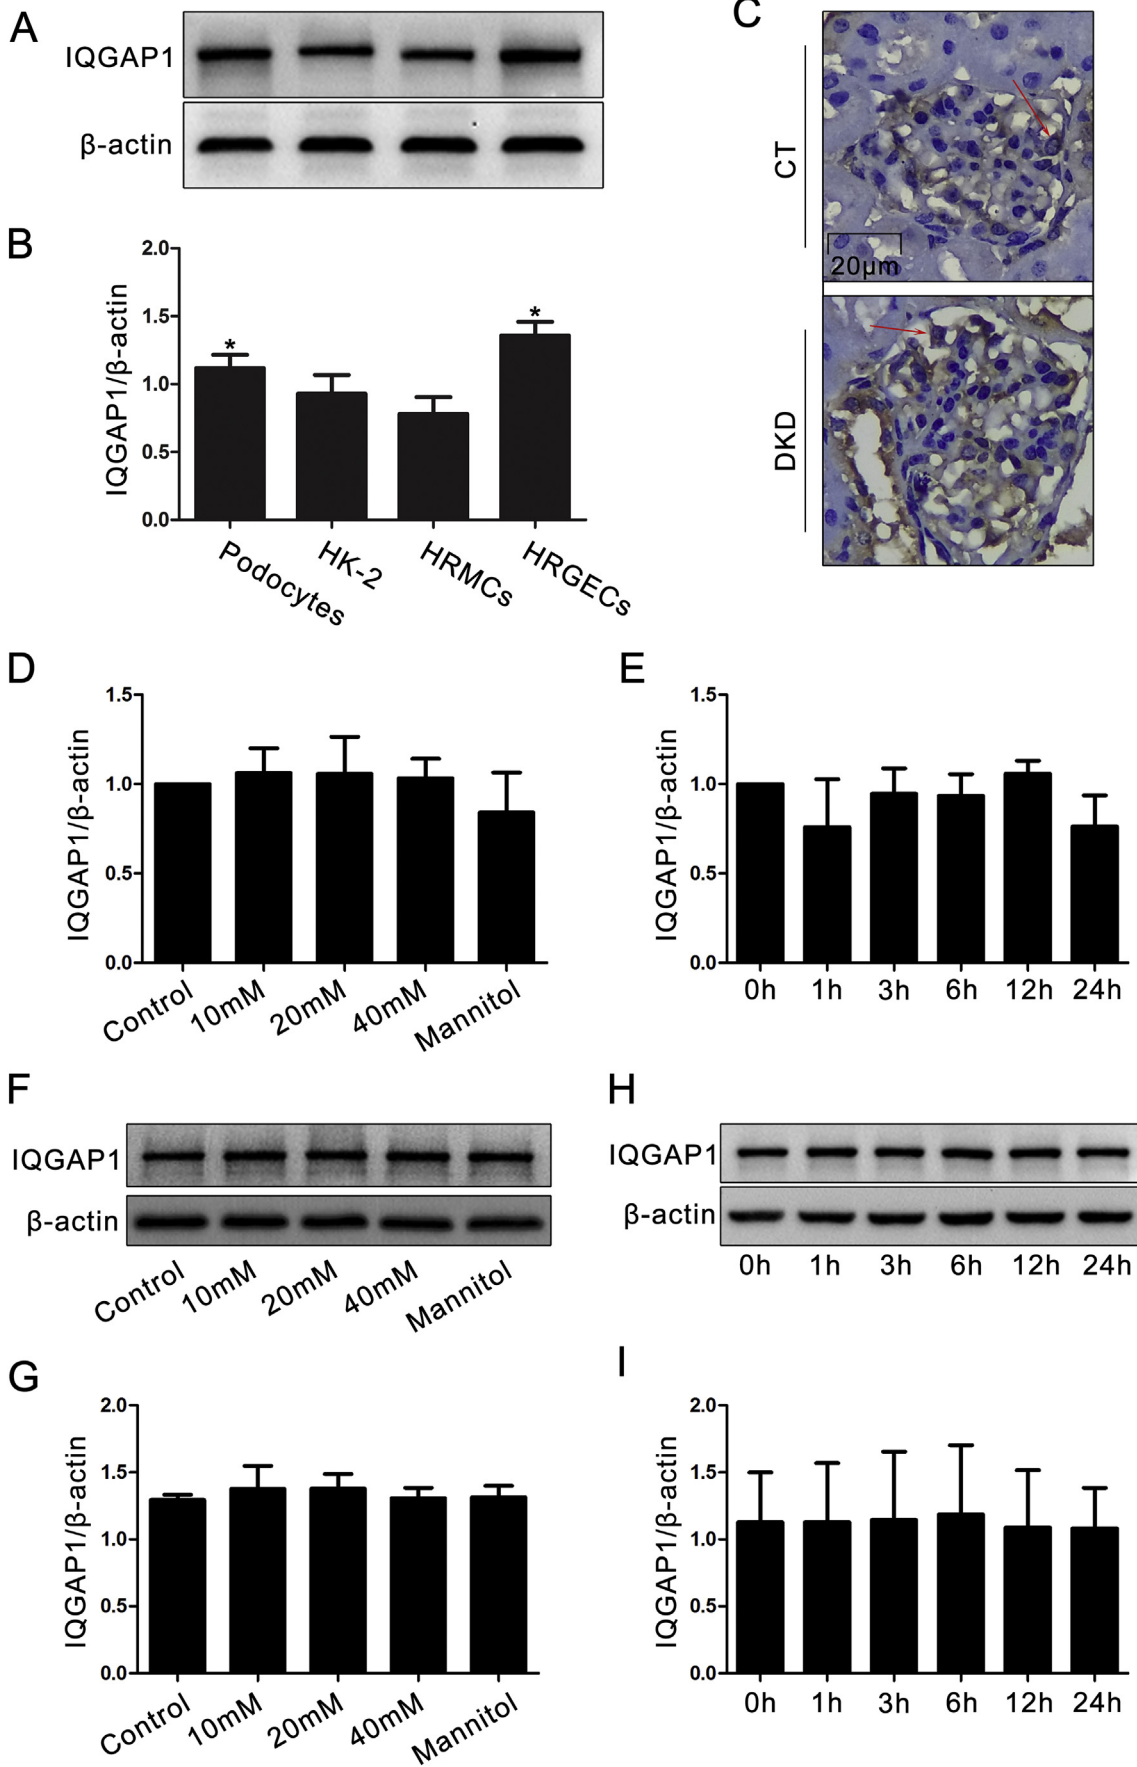 A
IQGAP1
β-actin
B
2.0
1.5
1.0
0.5
0.0
IQGAP1/β-actin
*
*
Podocytes
HK-2
HRMCs
HRGECs
C
CT
20μm
DKD
D
1.5
1.0
0.5
0.0
IQGAP1/β-actin
Control
10mM
20mM
40mM
Mannitol
E
1.5
1.0
0.5
0.0
IQGAP1/β-actin
0h 1h 3h 6h 12h 24h
F
IQGAP1
β-actin
Control
10mM
20mM
40mM
Mannitol
H
IQGAP1
β-actin
0h 1h 3h 6h 12h 24h
G
2.0
1.5
1.0
0.5
0.0
IQGAP1/β-actin
Control
10mM
20mM
40mM
Mannitol
I
2.0
1.5
1.0
0.5
0.0
IQGAP1/β-actin
0h 1h 3h 6h 12h 24h